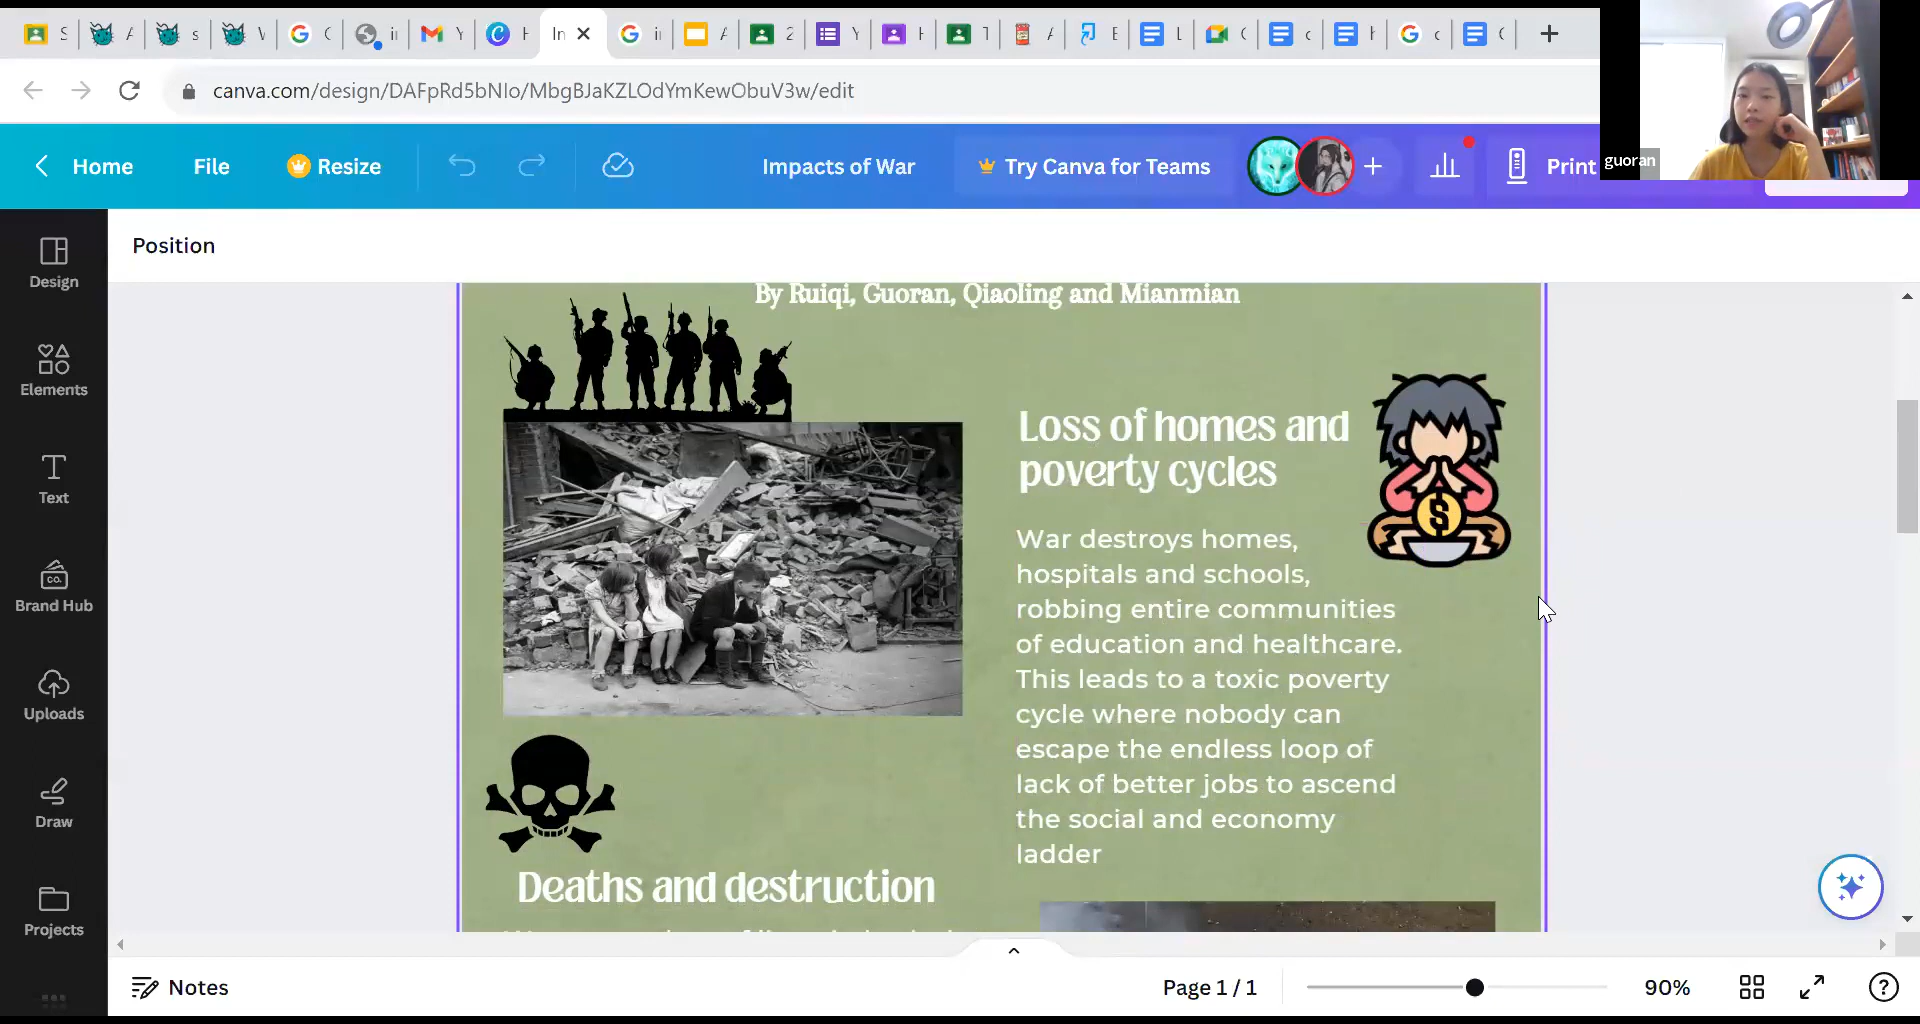 S
A
s
V
G
i
Y
H
In
i
A
2
Y
H
T
A
E
L
C
c
h
c
C
canva.com/design/DAFpRd5bNIo/MbgBJaKZLOdYmKewObuV3w/edit
guoran
Home
File
Resize
Impacts of War
Try Canva for Teams
Print
Position
Design
Elements
Text
CO.
Brand Hub
Uploads
Draw
Projects
By Ruiqi, Guoran, Qiaoling and Mianmian
Loss of homes and
poverty cycles
$
War destroys homes,
hospitals and schools,
robbing entire communities
of education and healthcare.
This leads to a toxic poverty
cycle where nobody can
escape the endless loop of
lack of better jobs to ascend
the social and economy
ladder
Deaths and destruction
Notes
Page 1 / 1
90%